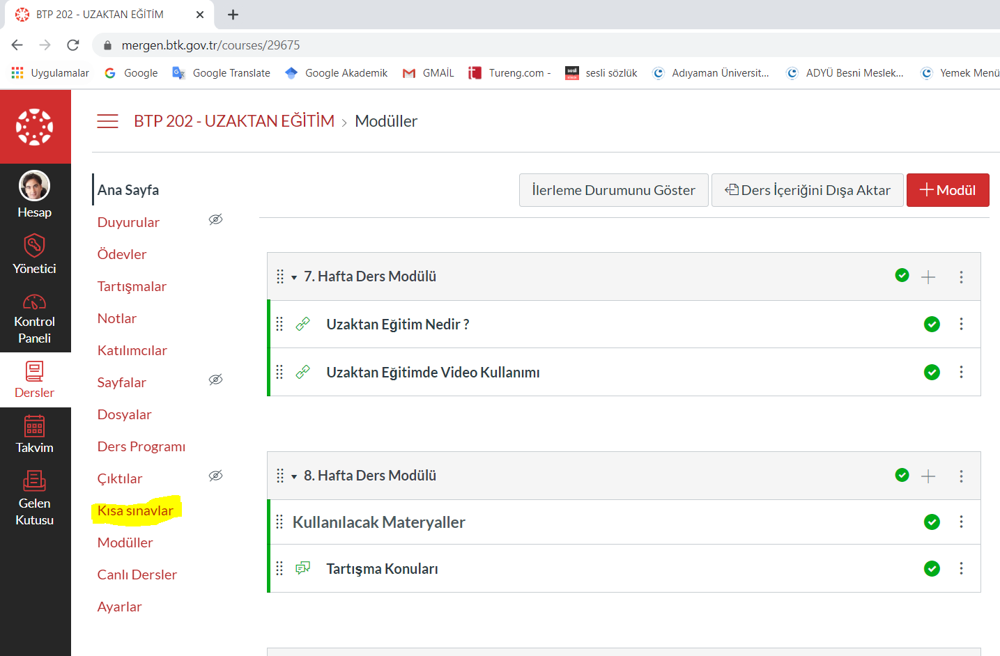 BTP 202 - UZAKTAN EĞİTİM
mergen.btk.gov.tr/courses/29675
Uygulamalar Google Google Translate Google Akademik GMAİL Tureng.com - sesli sözlük Adıyaman Üniversit... ADYÜ Besni Meslek... Yemek Menü
BTP 202 - UZAKTAN EĞİTİM > Modüller
Hesap
Yönetici
Kontrol
Paneli
Dersler
Takvim
Gelen
Kutusu
Ana Sayfa
Duyurular
Ödevler
Tartışmalar
Notlar
Katılımcılar
Sayfalar
Dosyalar
Ders Programı
Çıktılar
Kısa sınavlar
Modüller
Canlı Dersler
Ayarlar
İlerleme Durumunu Göster Ders İçeriğini Dışa Aktar + Modül
7. Hafta Ders Modülü
Uzaktan Eğitim Nedir ?
Uzaktan Eğitimde Video Kullanımı
8. Hafta Ders Modülü
Kullanılacak Materyaller
Tartışma Konuları